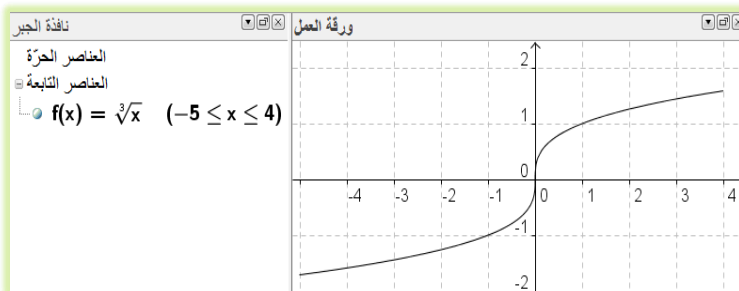 نافذة الجبر
العناصر الحرّة
العناصر التابعة
f(x) = ∛x (−5 ≤ x ≤ 4)
ورقة العمل
2
1
0
-4 -3 -2 -1 0 1 2 3 4
-1
-2